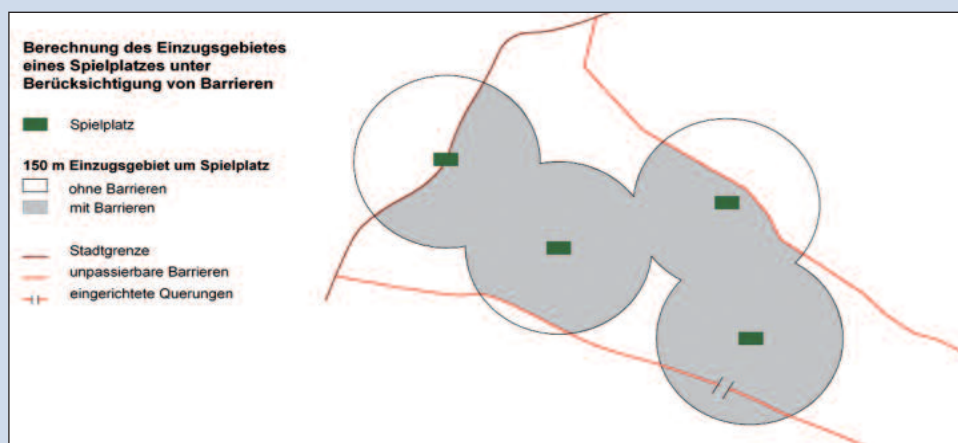 Berechnung des Einzugsgebietes
eines Spielplatzes unter
Berücksichtigung von Barrieren
Spielplatz
150 m Einzugsgebiet um Spielplatz
ohne Barrieren
mit Barrieren
Stadtgrenze
unpassierbare Barrieren
eingerichtete Querungen